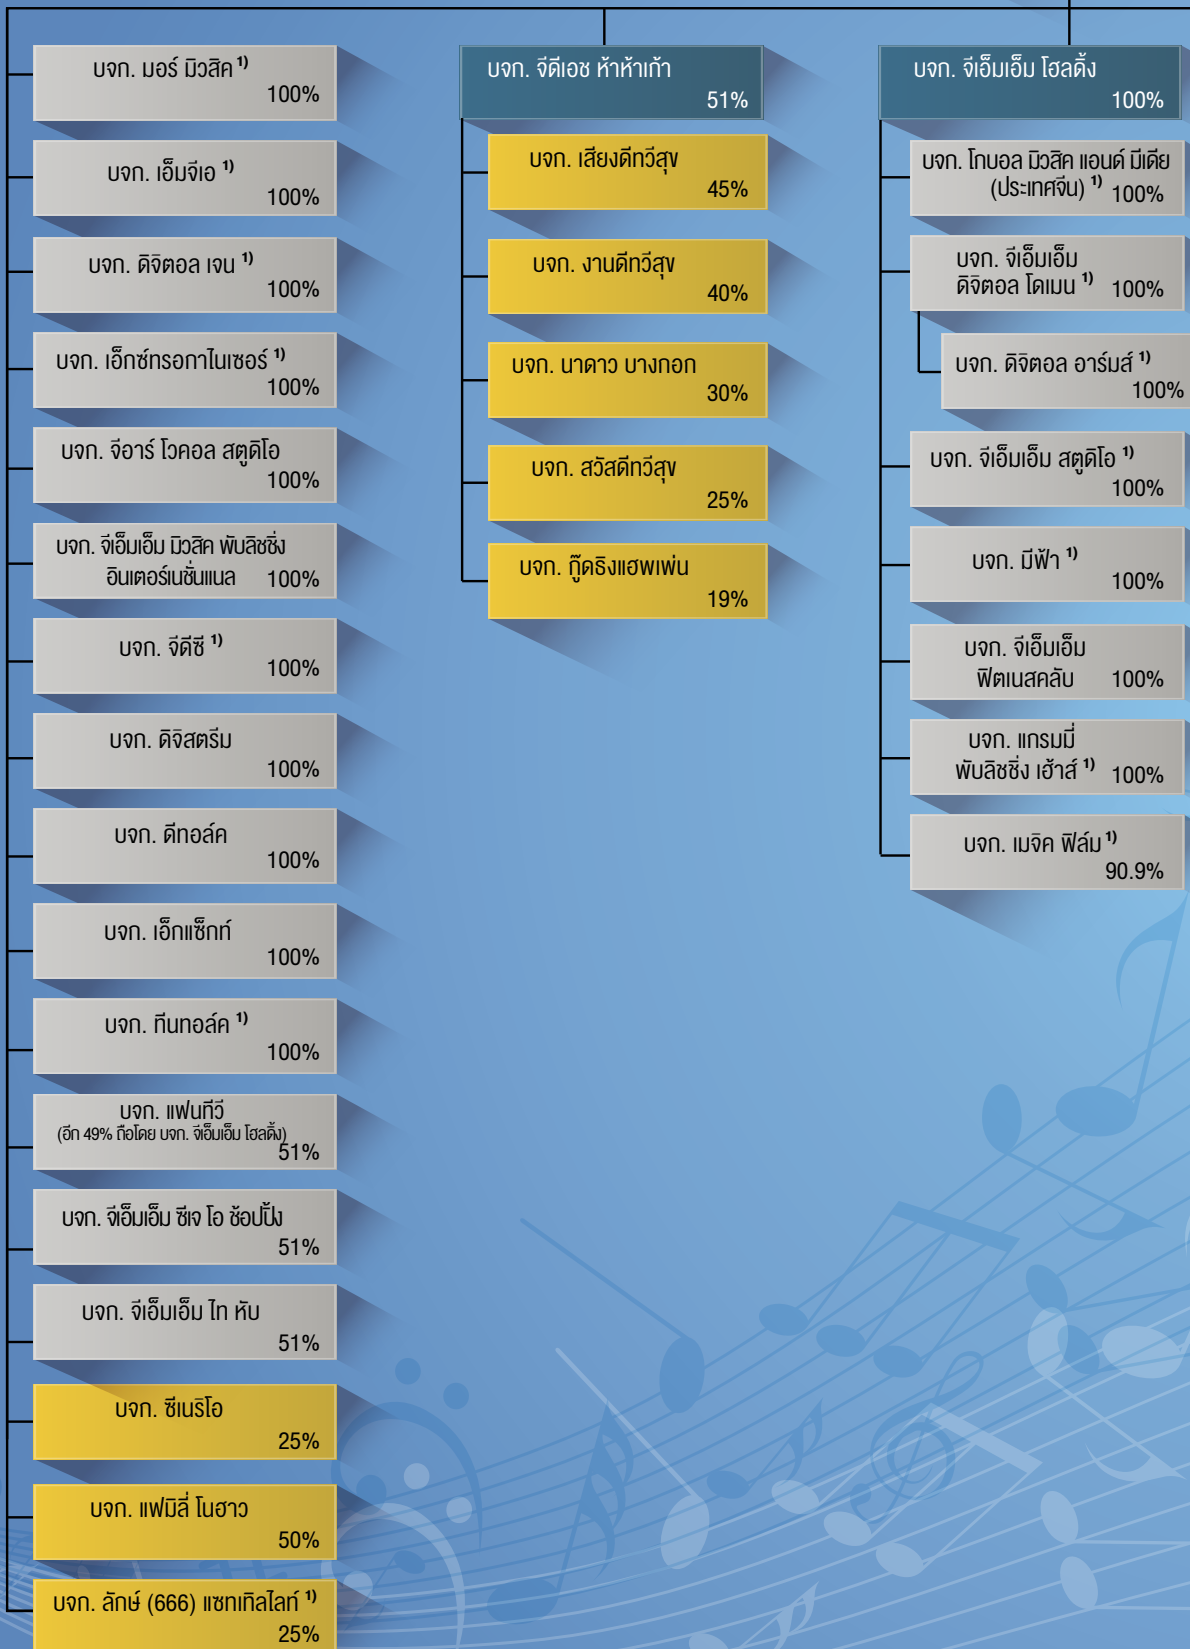 บจก. มอร์ มิวสิค 1)
100%
บจก. เอ็มจีเอ 1)
100%
บจก. ดิจิตอล เจน 1)
100%
บจก. เอ็กซ์ทรอกาไนเซอร์ 1)
100%
บจก. จีอาร์ โวคอล สตูดิโอ
100%
บจก. จีเอ็มเอ็ม มิวสิค พับลิชชิ่ง
อินเตอร์เนชั่นแนล 100%
บจก. จีดีซี 1)
100%
บจก. ดิจิสตรีม
100%
บจก. ดีทอล์ค
100%
บจก. เอ็กแซ็กท์
100%
บจก. ทีนทอล์ค 1)
100%
บจก. แฟนทีวี
(อีก 49% ถือโดย บจก. จีเอ็มเอ็ม โฮลดิ้ง)
51%
บจก. จีเอ็มเอ็ม ซีเจ โอ ช้อปปิ้ง
51%
บจก. จีเอ็มเอ็ม ไท หับ
51%
บจก. ซีเนริโอ
25%
บจก. แฟมิลี่ โนฮาว
50%
บจก. ลักษ์ (666) แซทเทิลไลท์ 1)
25%
บจก. จีดีเอช ห้าห้าเก้า
51%
บจก. เสียงดีทวีสุข
45%
บจก. งานดีทวีสุข
40%
บจก. นาดาว บางกอก
30%
บจก. สวัสดีทวีสุข
25%
บจก. กู๊ดธิงแฮพเพ่น
19%
บจก. จีเอ็มเอ็ม โฮลดิ้ง
100%
บจก. โกบอล มิวสิค แอนด์ มีเดีย
(ประเทศจีน) 1) 100%
บจก. จีเอ็มเอ็ม
ดิจิตอล โดเมน 1) 100%
บจก. ดิจิตอล อาร์มส์ 1)
100%
บจก. จีเอ็มเอ็ม สตูดิโอ 1)
100%
บจก. มีฟ้า 1)
100%
บจก. จีเอ็มเอ็ม
ฟิตเนสคลับ 100%
บจก. แกรมมี่
พับลิชชิ่ง เฮ้าส์ 1) 100%
บจก. เมจิค ฟิล์ม 1)
90.9%